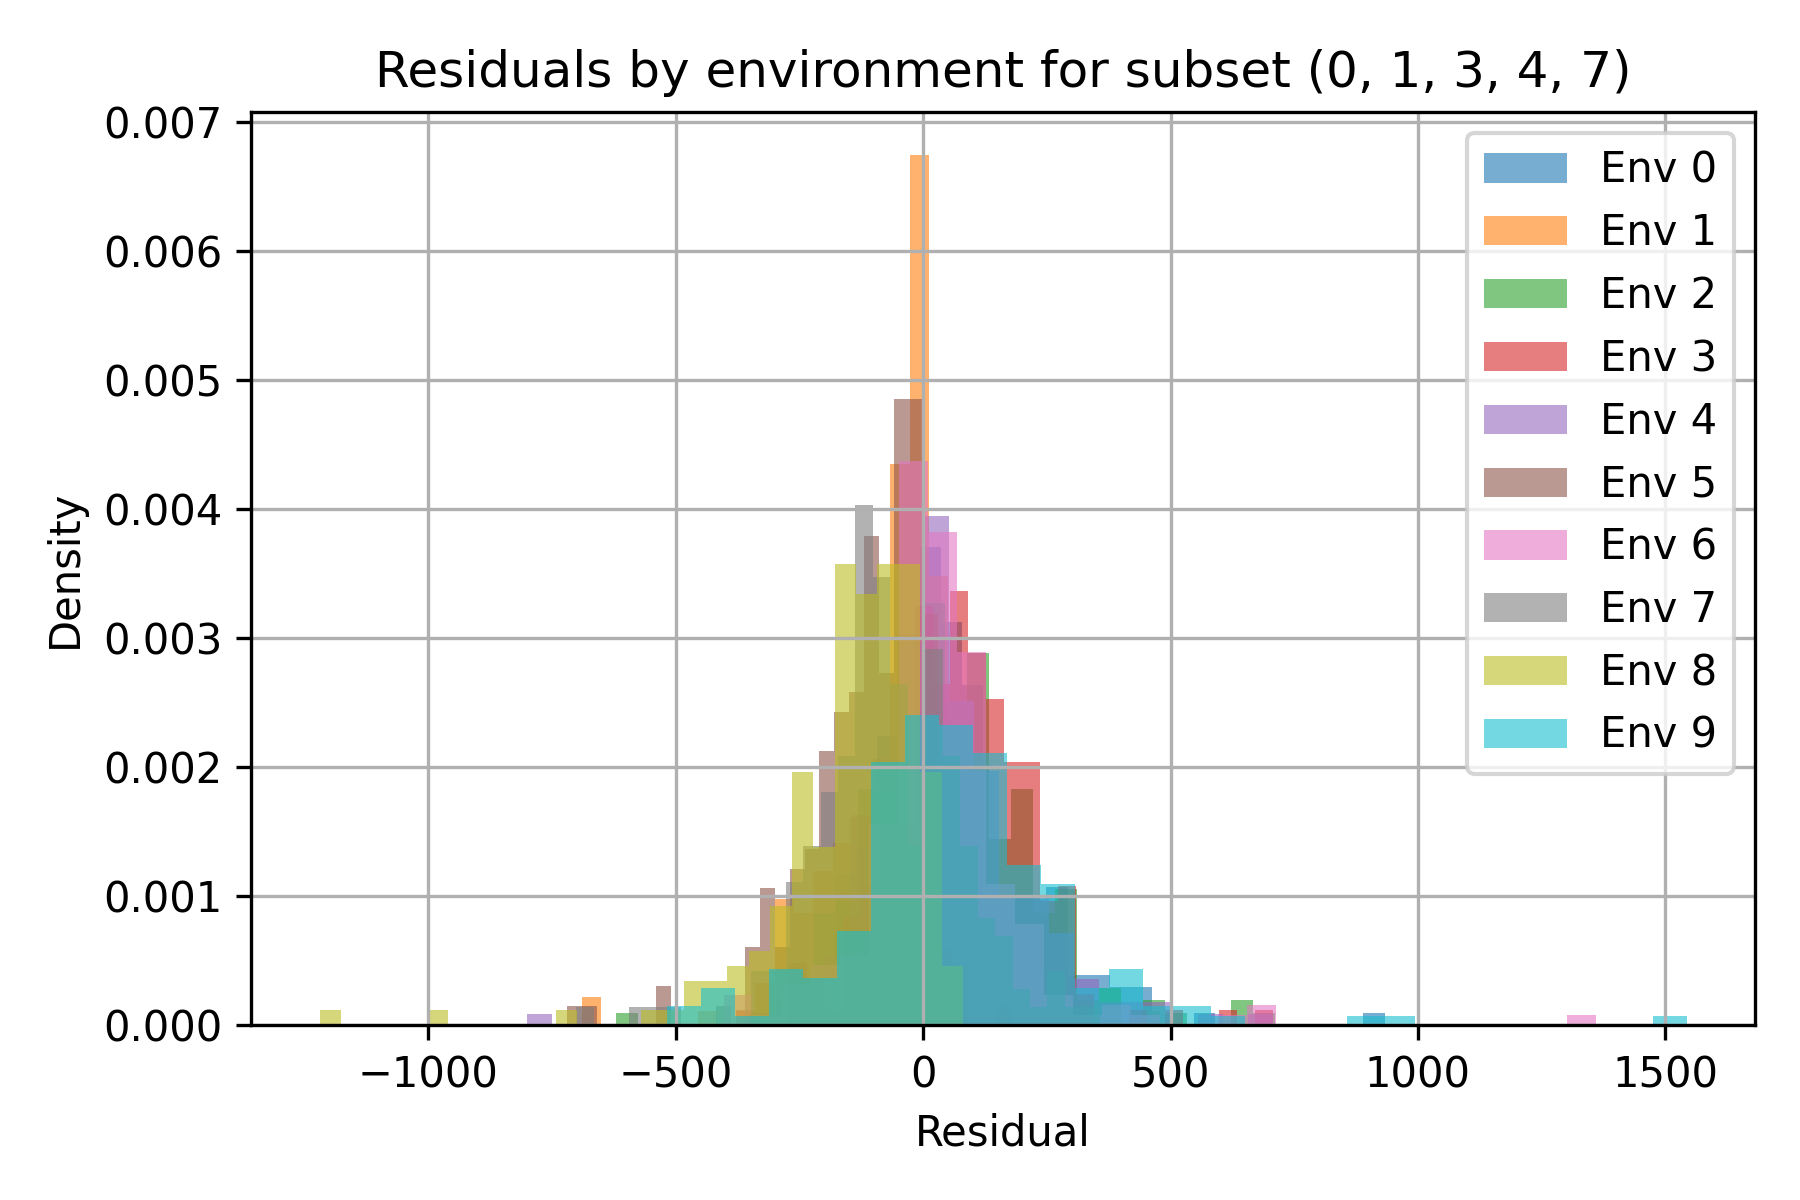 Residuals by environment for subset (0, 1, 3, 4, 7)
0.007
0.006
0.005
0.004
0.003
0.002
0.001
0.000
Density
Env 0
Env 1
Env 2
Env 3
Env 4
Env 5
Env 6
Env 7
Env 8
Env 9
−1000 −500 0 500 1000 1500
Residual